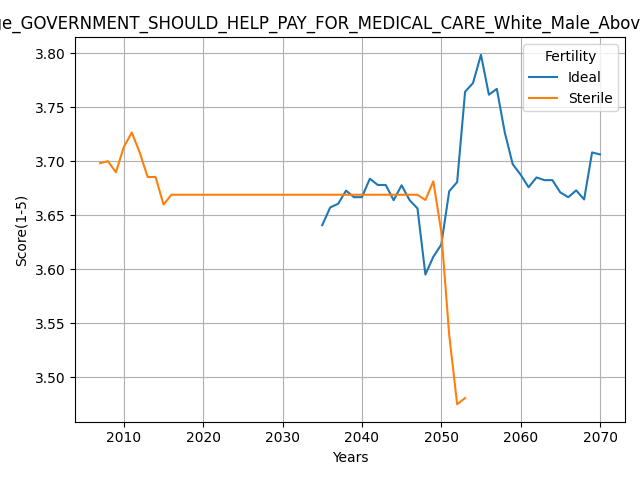 ge_GOVERNMENT_SHOULD_HELP_PAY_FOR_MEDICAL_CARE_White_Male_Abov
3.80
3.75
3.70
3.65
3.60
3.55
3.50
Score(1-5)
Fertility
Ideal
Sterile
2010 2020 2030 2040 2050 2060 2070
Years